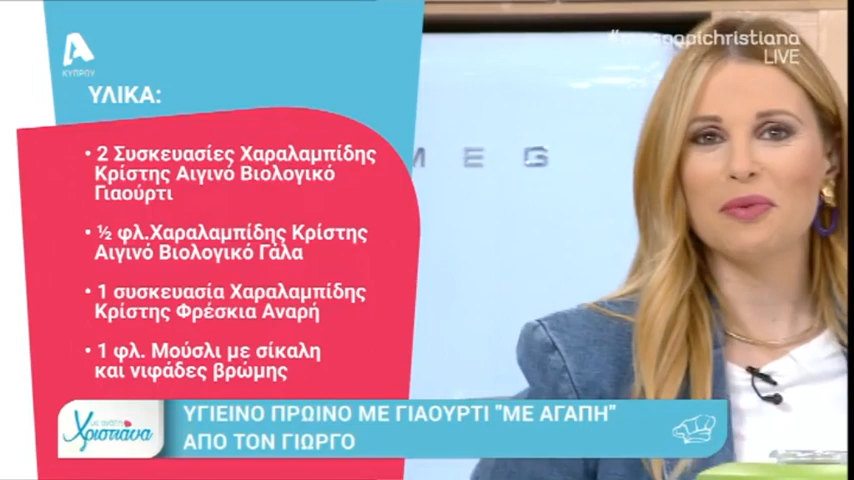 #mesagapichristiana
LIVE
ΚΥΠΡΟΥ
ΥΛΙΚΑ:
• 2 Συσκευασίες Χαραλαμπίδης
Κρίστης Αιγινό Βιολογικό
Γιαούρτι
• ½ φλ.Χαραλαμπίδης Κρίστης
Αιγινό Βιολογικό Γάλα
• 1 συσκευασία Χαραλαμπίδης
Κρίστης Φρέσκια Αναρή
• 1 φλ. Μούσλι με σίκαλη
και νιφάδες βρώμης
MEG
Χριστιάνα
ΥΓΙΕΙΝΟ ΠΡΩΙΝΟ ΜΕ ΓΙΑΟΥΡΤΙ "ΜΕ ΑΓΑΠΗ"
ΑΠΟ ΤΟΝ ΓΙΩΡΓΟ